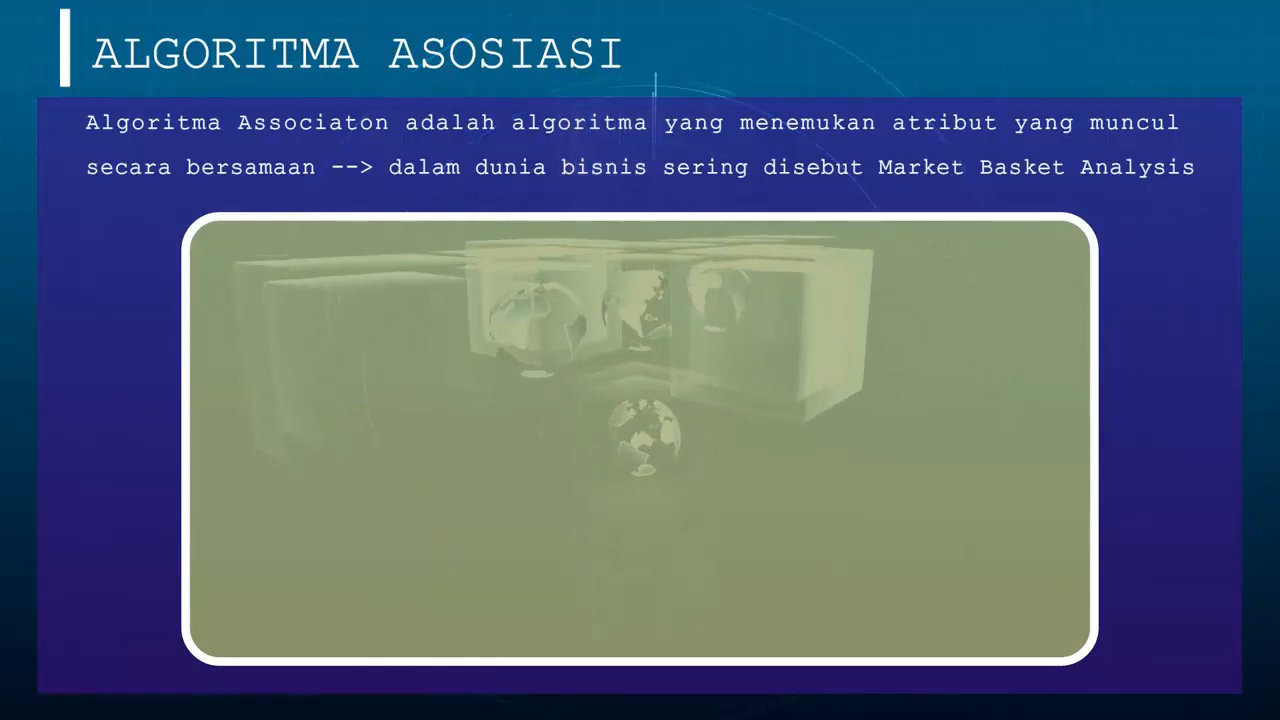 ALGORITMA ASOSIASI
Algoritma Associaton adalah algoritma yang menemukan atribut yang muncul
secara bersamaan --> dalam dunia bisnis sering disebut Market Basket Analysis